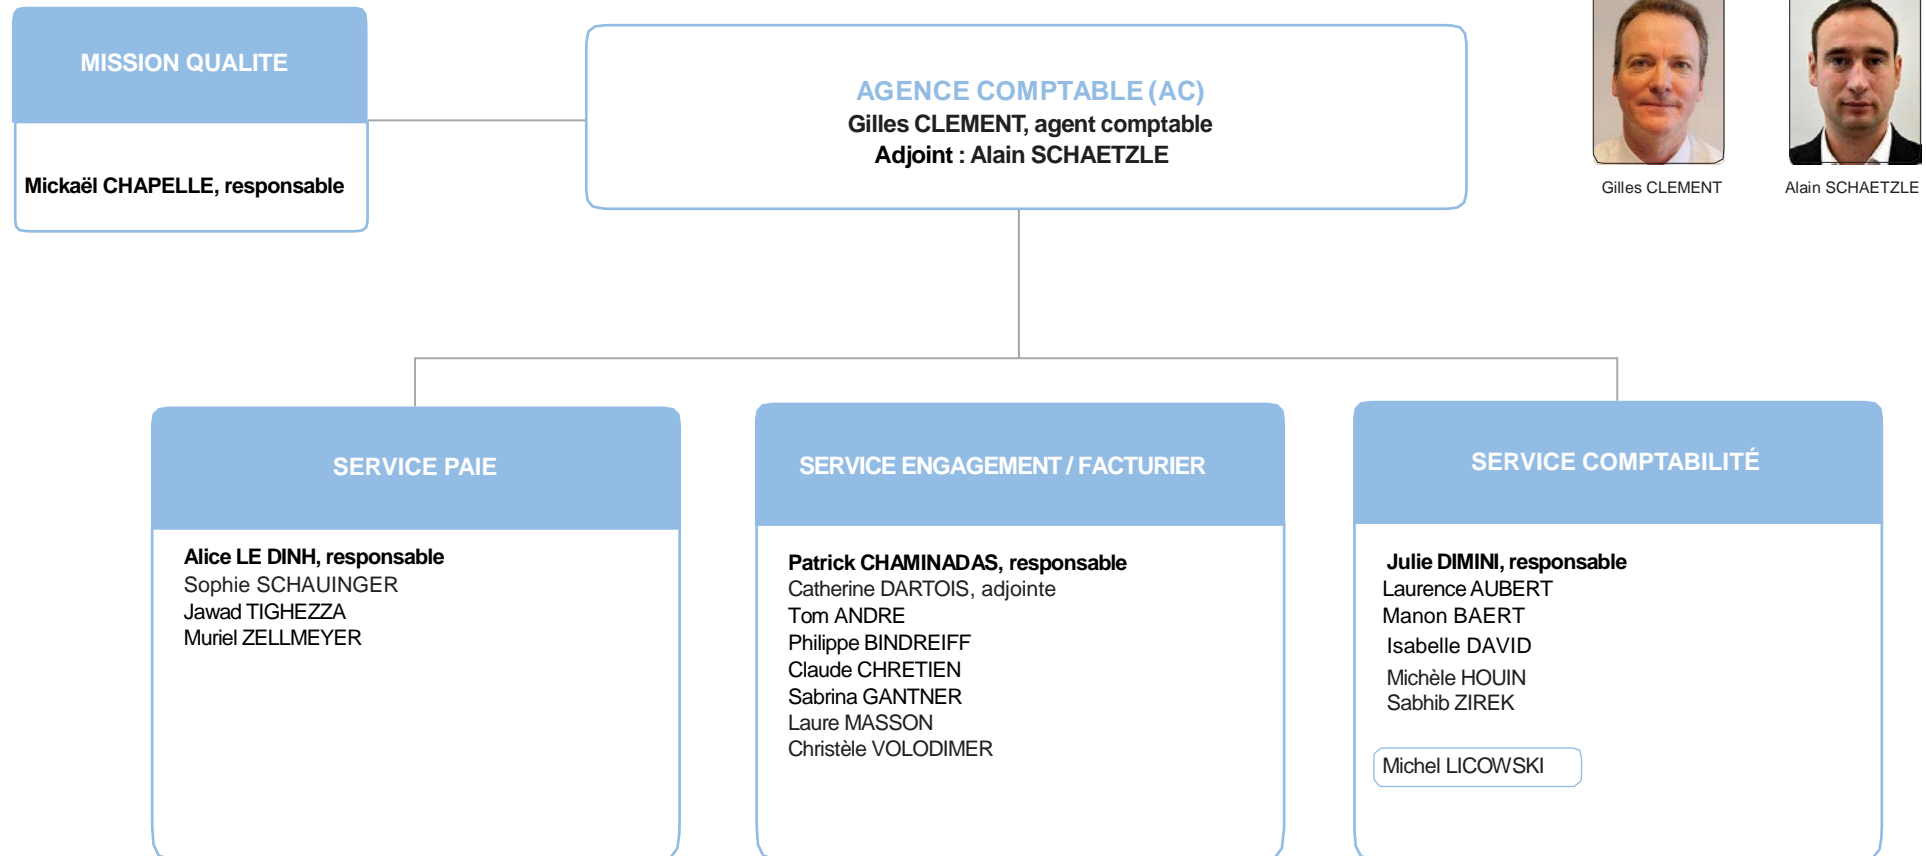 MISSION QUALITE
Mickaël CHAPELLE, responsable
AGENCE COMPTABLE (AC)
Gilles CLEMENT, agent comptable
Adjoint : Alain SCHAETZLE
Gilles CLEMENT
Alain SCHAETZLE
SERVICE PAIE
Alice LE DINH, responsable
Sophie SCHAUINGER
Jawad TIGHEZZA
Muriel ZELLMEYER
SERVICE ENGAGEMENT / FACTURIER
Patrick CHAMINADAS, responsable
Catherine DARTOIS, adjointe
Tom ANDRE
Philippe BINDREIFF
Claude CHRETIEN
Sabrina GANTNER
Laure MASSON
Christèle VOLODIMER
SERVICE COMPTABILITÉ
Julie DIMINI, responsable
Laurence AUBERT
Manon BAERT
Isabelle DAVID
Michèle HOUIN
Sabhib ZIREK
Michel LICOWSKI